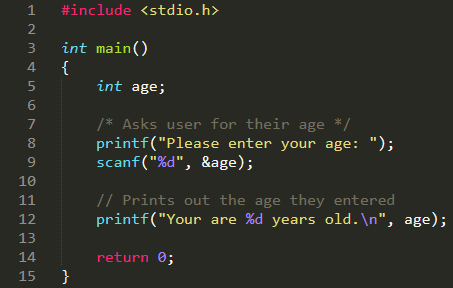 1 #include <stdio.h>
2
3 int main()
4 {
5 int age;
6
7 /* Asks user for their age */
8 printf("Please enter your age: ");
9 scanf("%d", &age);
10
11 // Prints out the age they entered
12 printf("Your are %d years old.\n", age);
13
14 return 0;
15 }